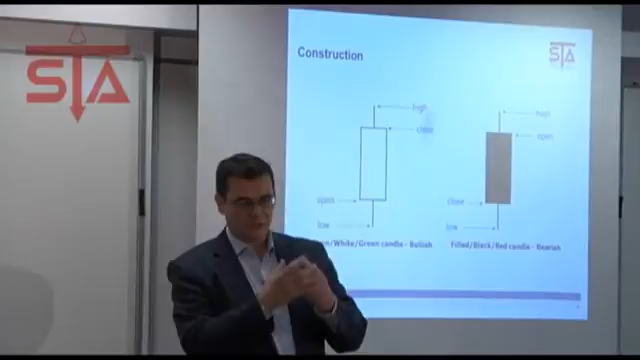 STA
Construction
STA
high
close
open
low
high
open
close
low
/White/Green candle - Bullish
Filled/Black/Red candle - Bearish